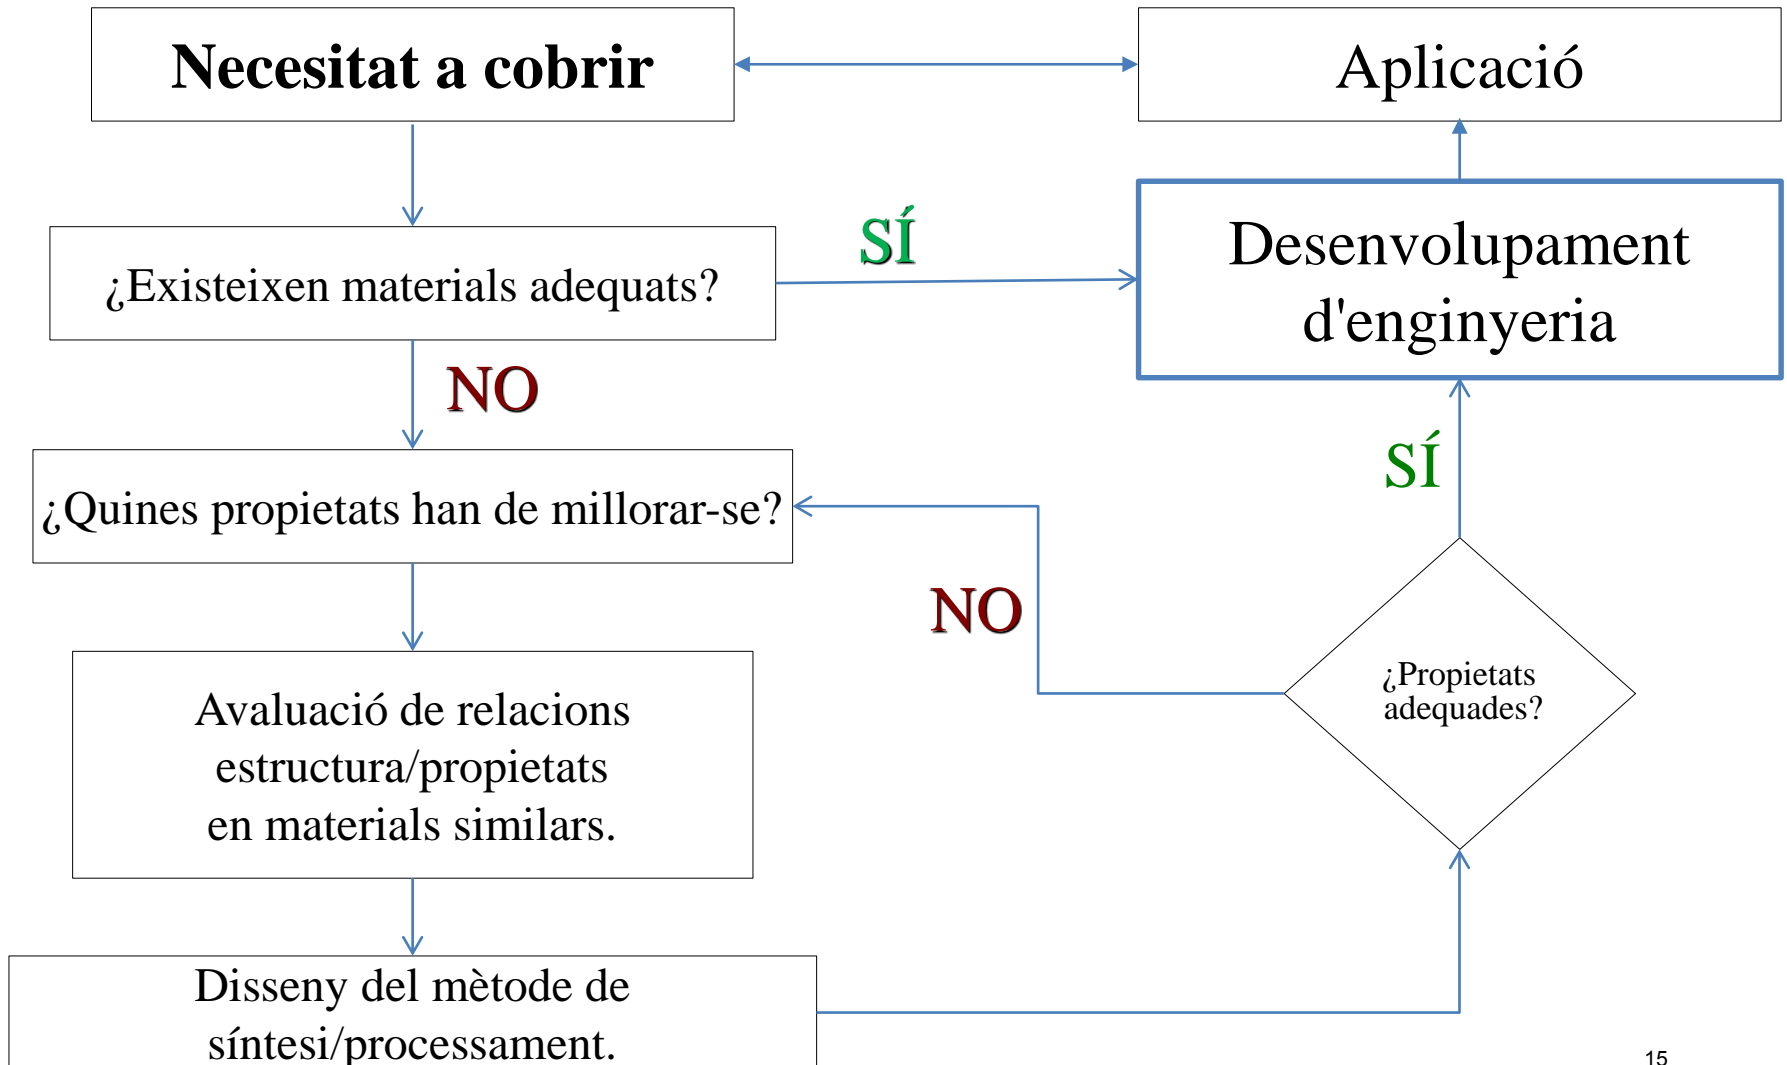 Necesitat a cobrir
Aplicació
¿Existeixen materials adequats?
SÍ
Desenvolupament
d'enginyeria
NO
¿Quines propietats han de millorar-se?
SÍ
NO
¿Propietats
adequades?
Avaluació de relacions
estructura/propietats
en materials similars.
Disseny del mètode de
síntesi/processament.
15